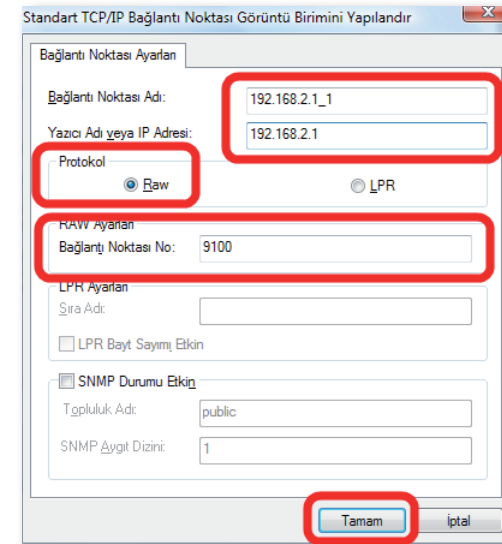 Standart TCP/IP Bağlantı Noktası Görüntü Birimini Yapılandır
Bağlantı Noktası Ayarları
Bağlantı Noktası Adı: 192.168.2.1_1
Yazıcı Adı veya IP Adresi: 192.168.2.1
Protokol
Raw LPR
RAW Ayarları
Bağlantı Noktası No: 9100
LPR Ayarları
Sıra Adı:
LPR Bayt Sayımı Etkin
SNMP Durumu Etkin
Topluluk Adı: public
SNMP Aygıt Dizini: 1
Tamam İptal